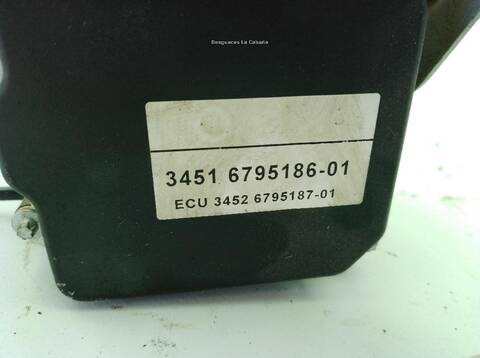 Desguaces La Cabaña
3451 6795186-01
ECU 3452 6795187-01